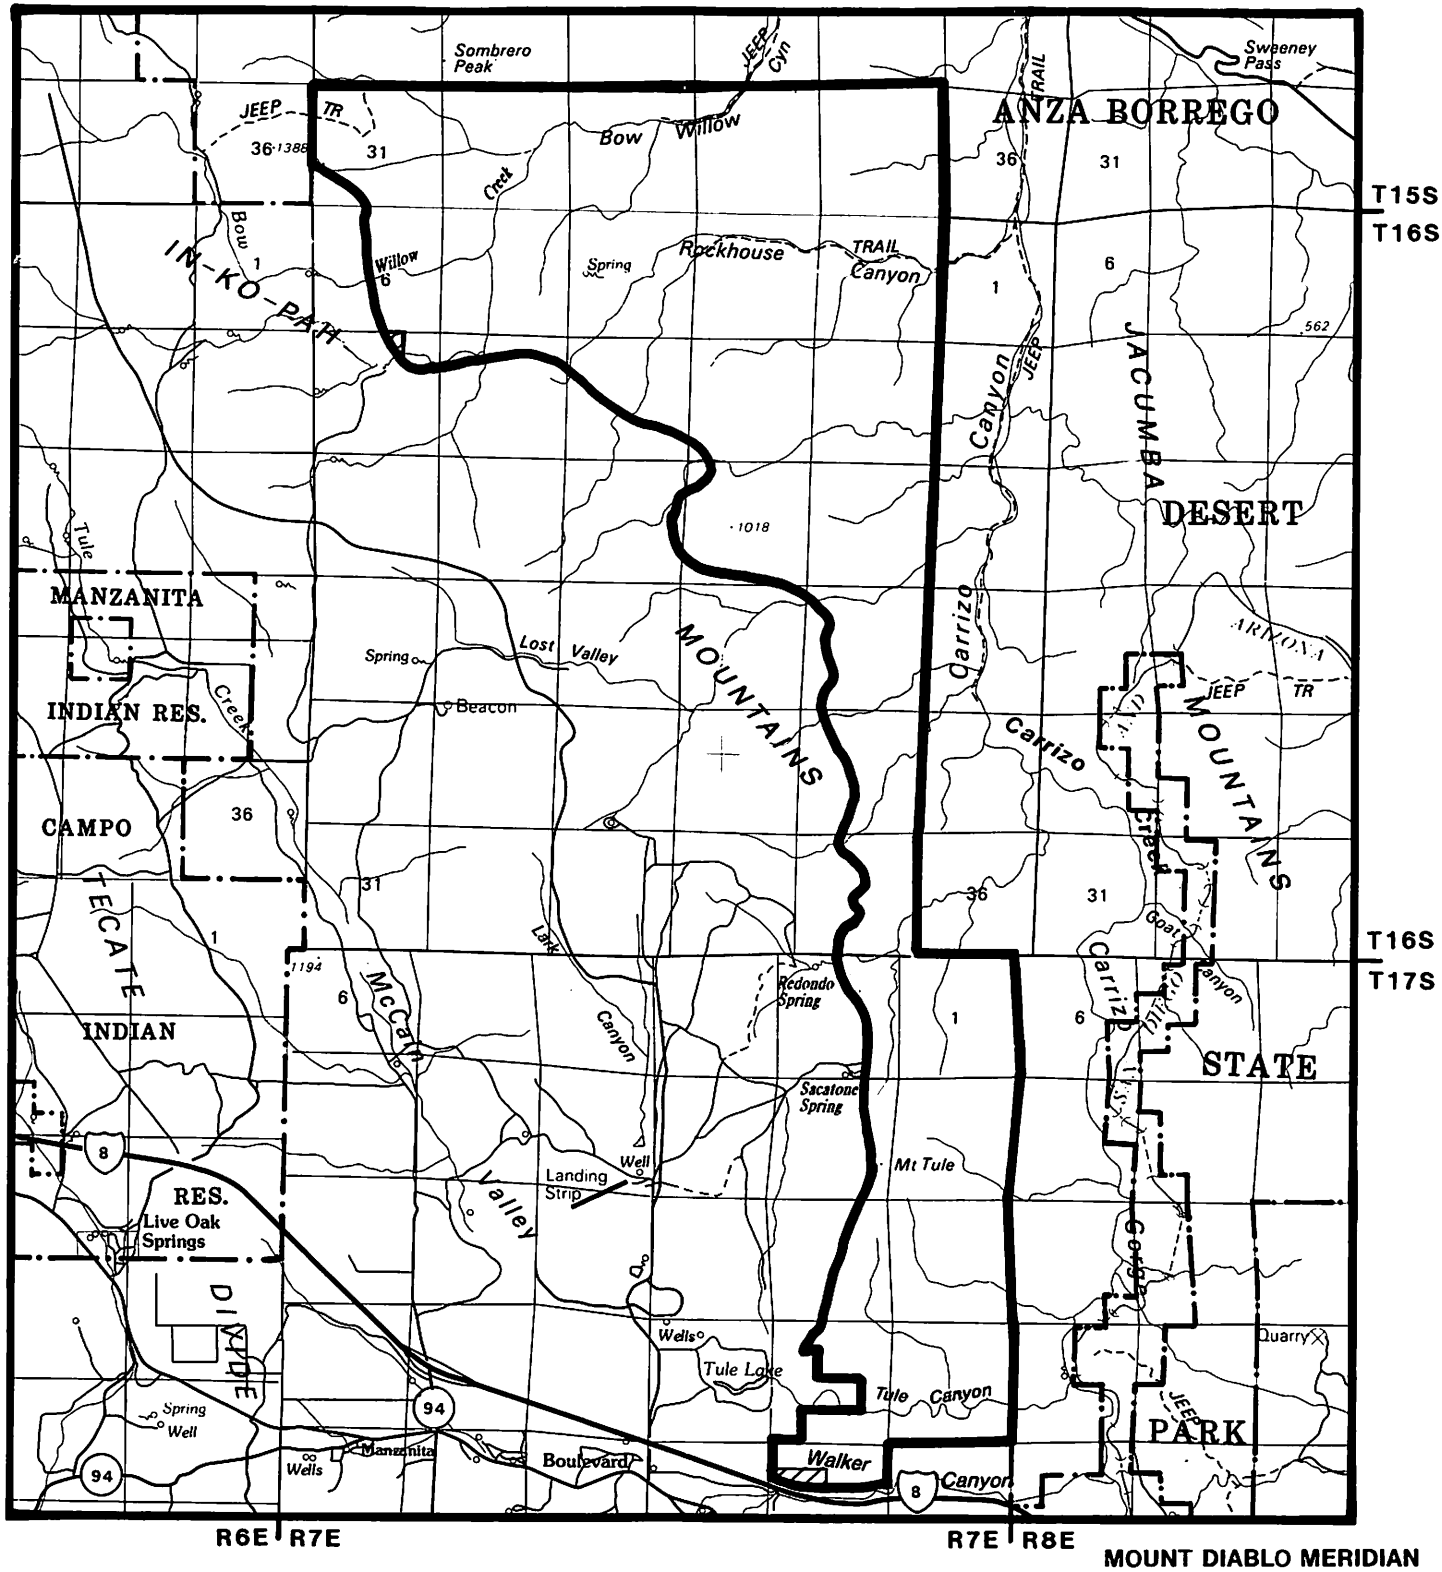 Sombrero
Peak
JEEP
Cyn
TRAIL
Sweeney
Pass
ANZA BORREGO
JEEP TR
36 ·1388
31
Bow Willow
36
31
T15S
T16S
Creek
Bow
1
IN-KO-PAH
Willow
6
Spring
Rockhouse
TRAIL
Canyon
1
6
.562
JACUMBA
JEEP
Canyon
DESERT
·1018
Tule
MANZANITA
Carrizo
ARIZONA
Spring
Lost Valley
MOUNTAINS
JEEP TR
INDIAN RES.
Creek
Beacon
AND
Carrizo
MOUNTAINS
CAMPO
36
Creek
31
36
31
TECATE
1
Lark
Goat
Canyon
Carrizo
T16S
T17S
1194
6
McCain
Redondo
Spring
Canyon
1
6
INDIAN
STATE
Sacatone
Spring
8
Mt Tule
Well
Landing
Strip
Valley
RES.
Live Oak
Springs
Gorge
DIVIDE
Wells
Quarry
Tule Lake
94
Tule Canyon
JEEP
Spring
Well
PARK
94
Wells
Manzanita
Boulevard
Walker
8
Canyon
R6E R7E
R7E R8E
MOUNT DIABLO MERIDIAN